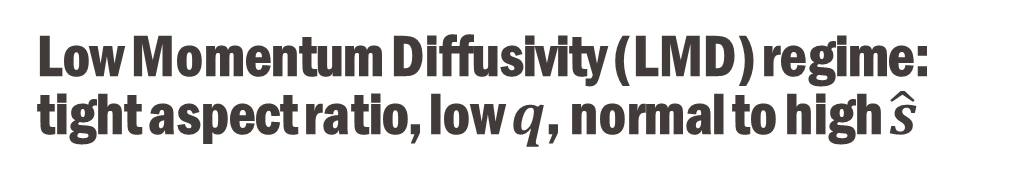 Low Momentum Diffusivity (LMD) regime:
tight aspect ratio, low q, normal to high ŝ